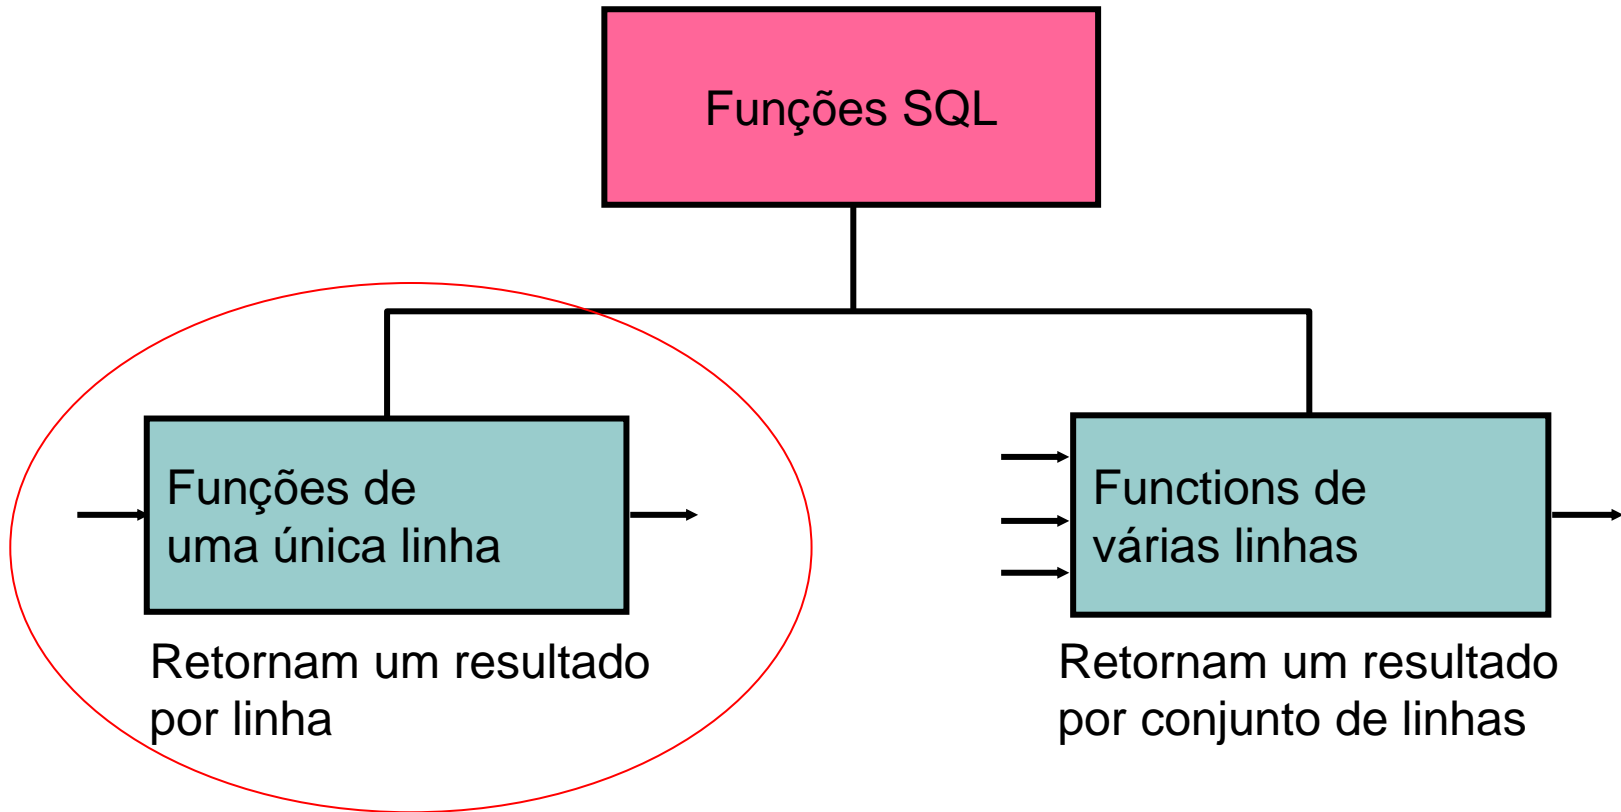 Funções SQL
Funções de
uma única linha
Retornam um resultado
por linha
Functions de
várias linhas
Retornam um resultado
por conjunto de linhas